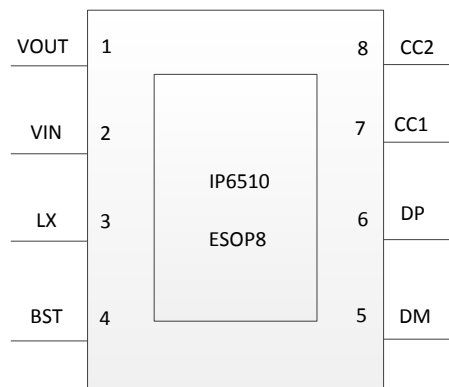 VOUT 1 8 CC2
VIN 2 7 CC1
IP6510
LX 3 6 DP
ESOP8
BST 4 5 DM